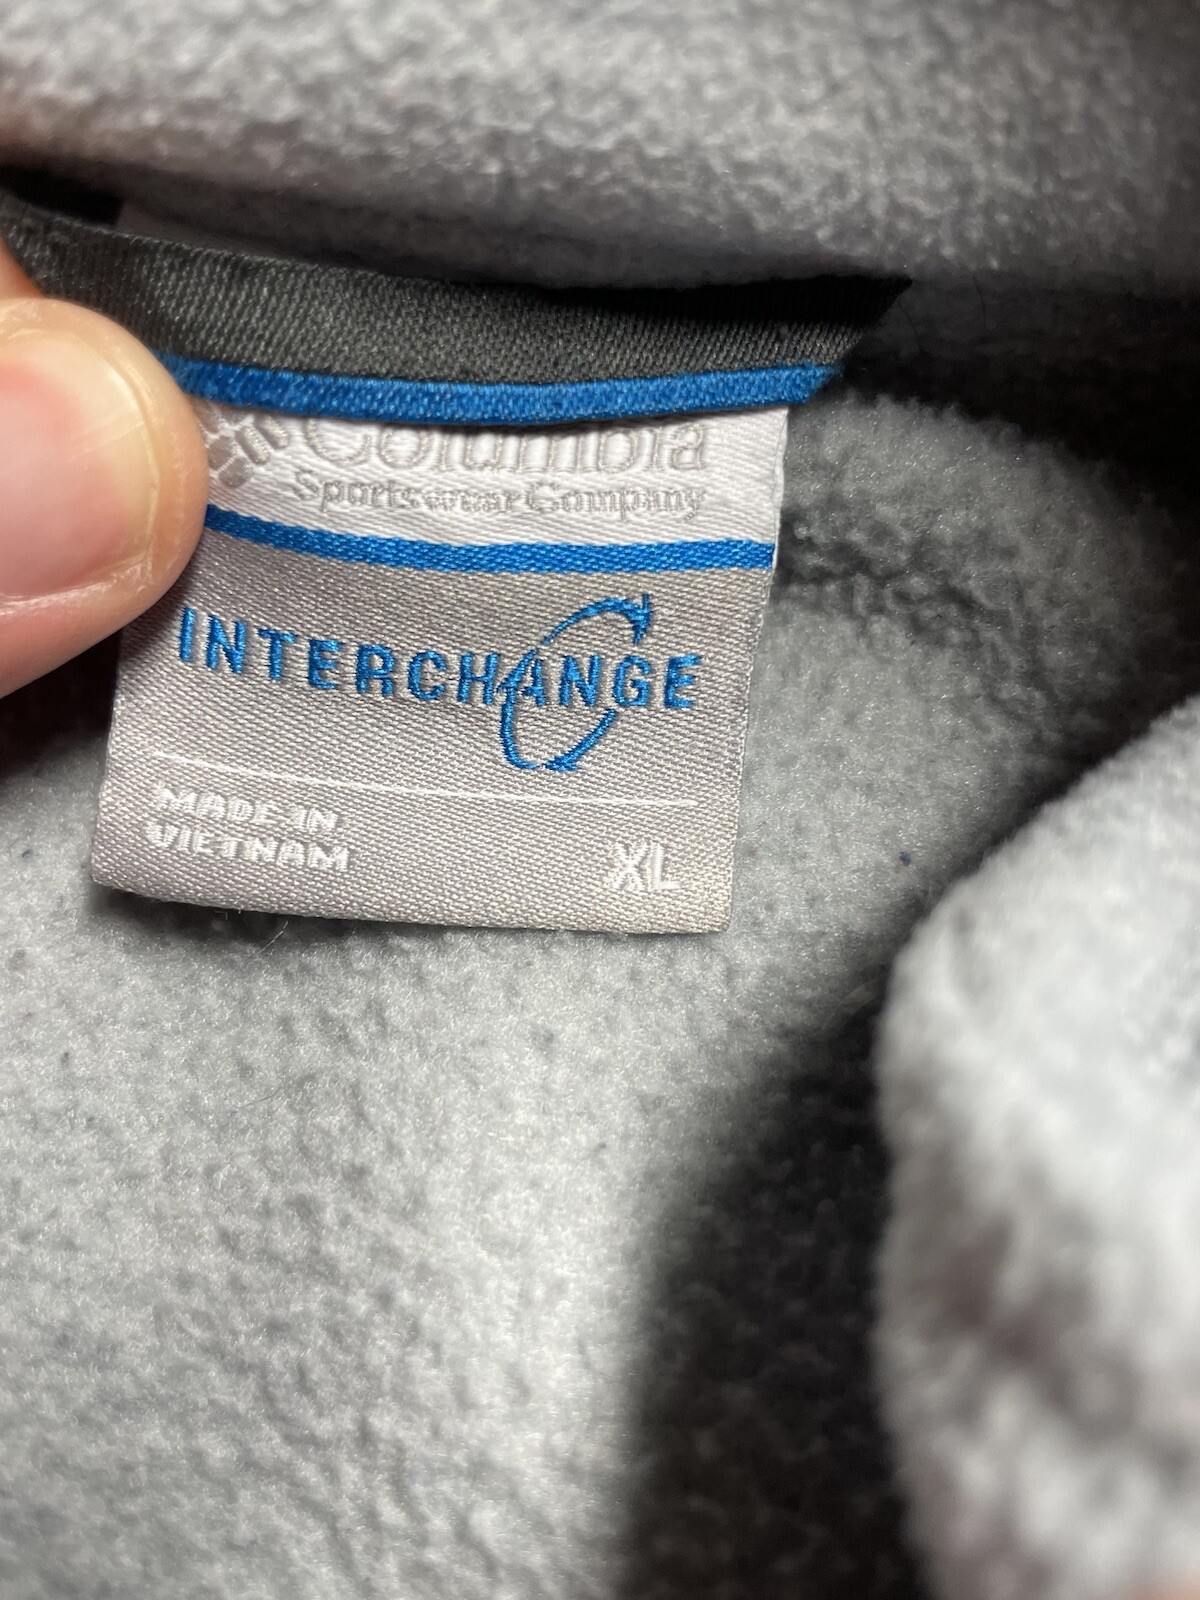 Columbia
Sportswear Company
INTERCHANGE
MADE IN
VIETNAM
XL